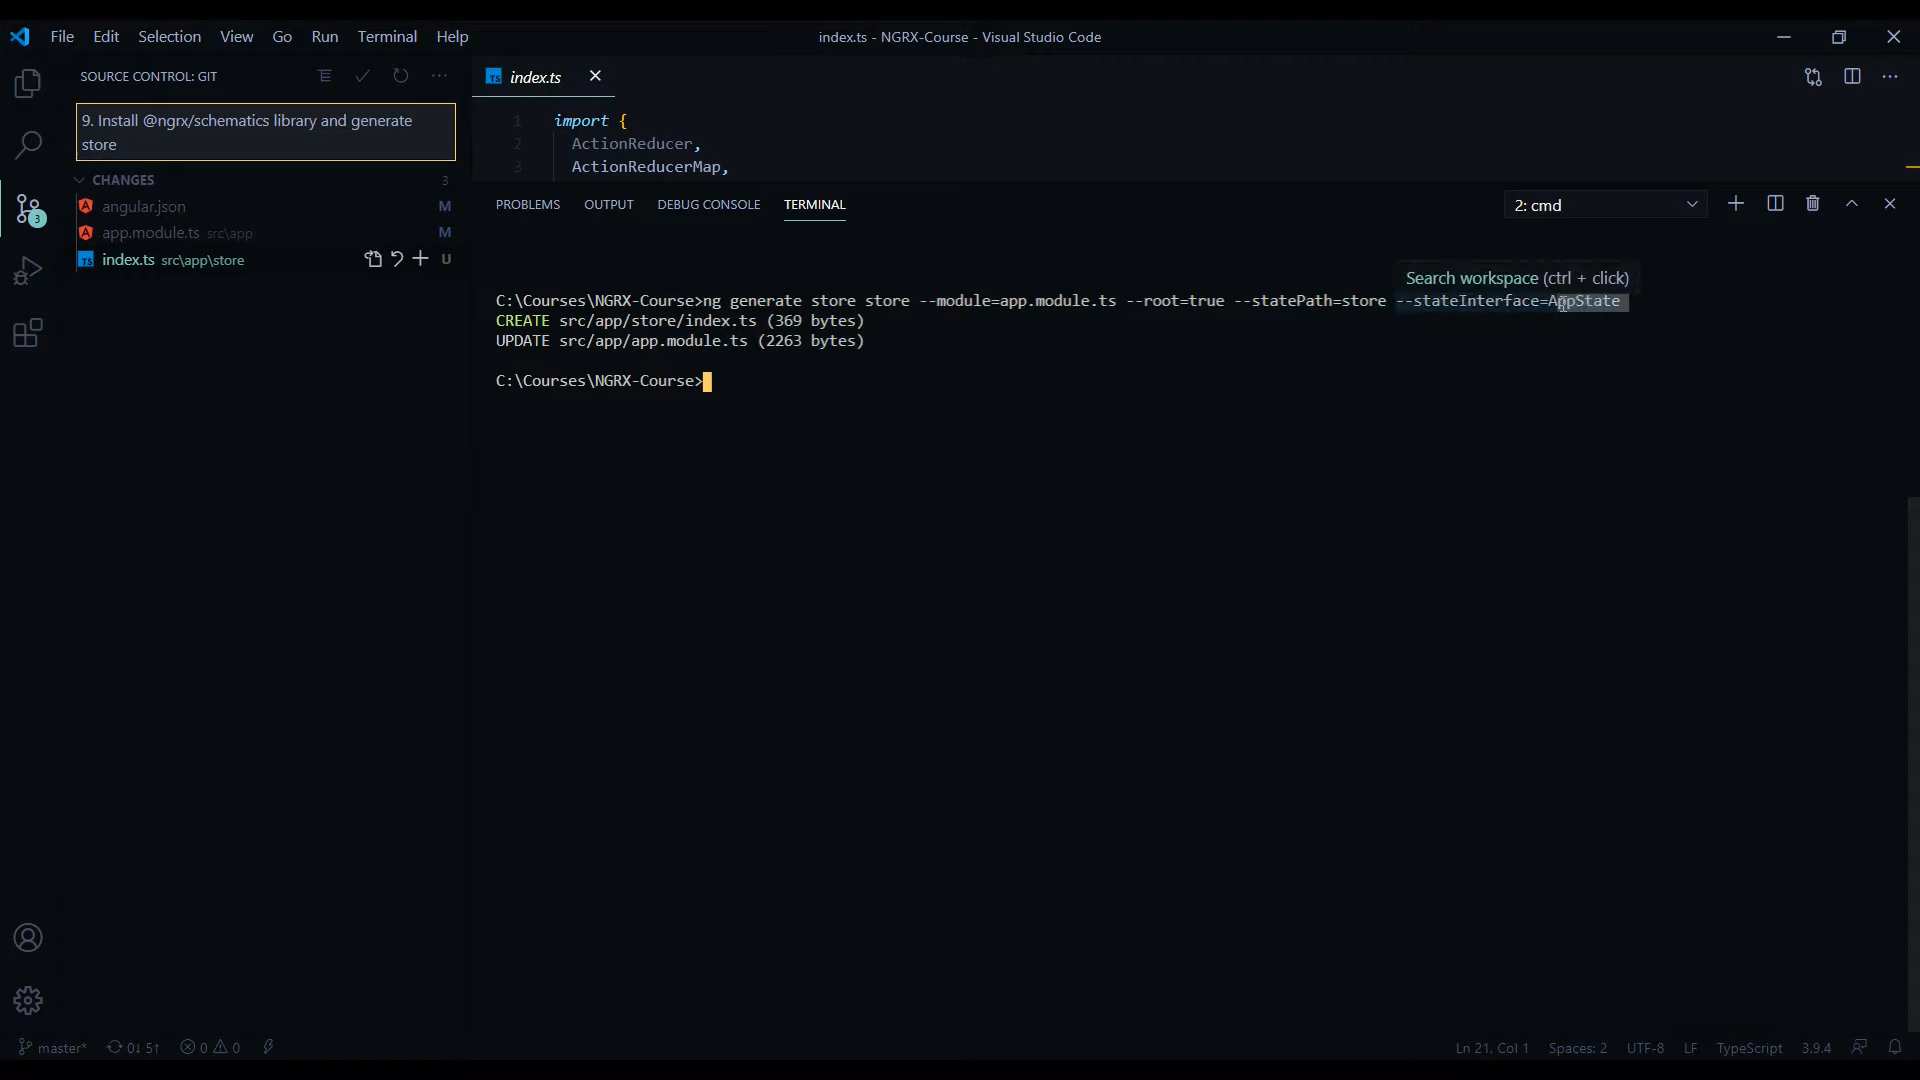 File Edit Selection View Go Run Terminal Help
index.ts - NGRX-Course - Visual Studio Code
SOURCE CONTROL: GIT
9. Install @ngrx/schematics library and generate
store
CHANGES 3
angular.json M
app.module.ts src\app M
index.ts src\app\store U
3
TS index.ts
1 import {
2 ActionReducer,
3 ActionReducerMap,
PROBLEMS OUTPUT DEBUG CONSOLE TERMINAL
2: cmd
Search workspace (ctrl + click)
C:\Courses\NGRX-Course>ng generate store store --module=app.module.ts --root=true --statePath=store --stateInterface=AppState
CREATE src/app/store/index.ts (369 bytes)
UPDATE src/app/app.module.ts (2263 bytes)
C:\Courses\NGRX-Course>
master* 0↓ 5↑ 0 0
Ln 21, Col 1 Spaces: 2 UTF-8 LF TypeScript 3.9.4